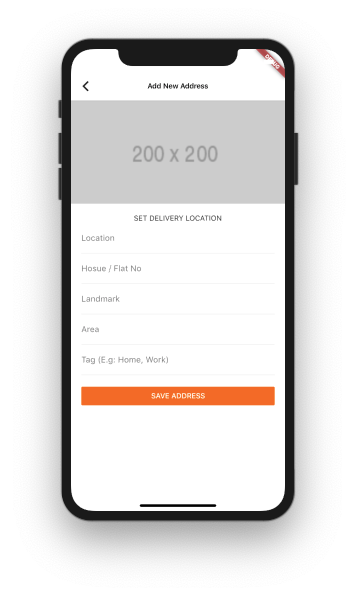 Add New Address
200 x 200
SET DELIVERY LOCATION
Location
Hosue / Flat No
Landmark
Area
Tag (E.g: Home, Work)
SAVE ADDRESS